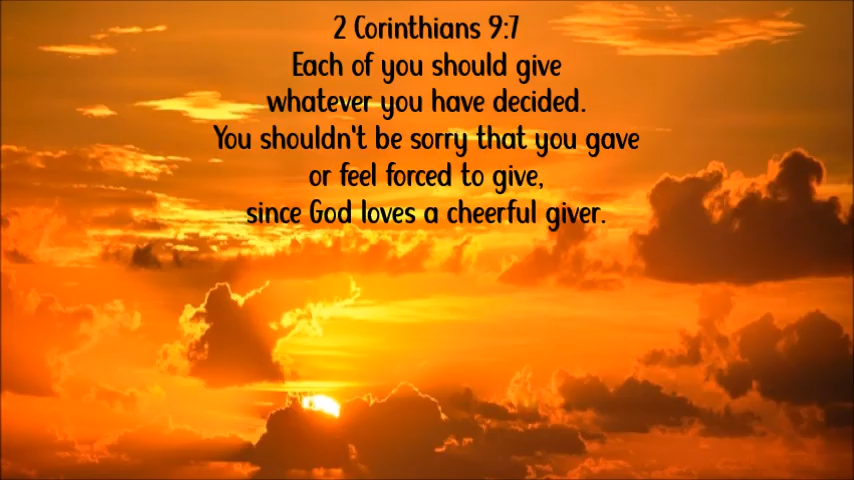 2 Corinthians 9:7
Each of you should give
whatever you have decided.
You shouldn't be sorry that you gave
or feel forced to give,
since God loves a cheerful giver.